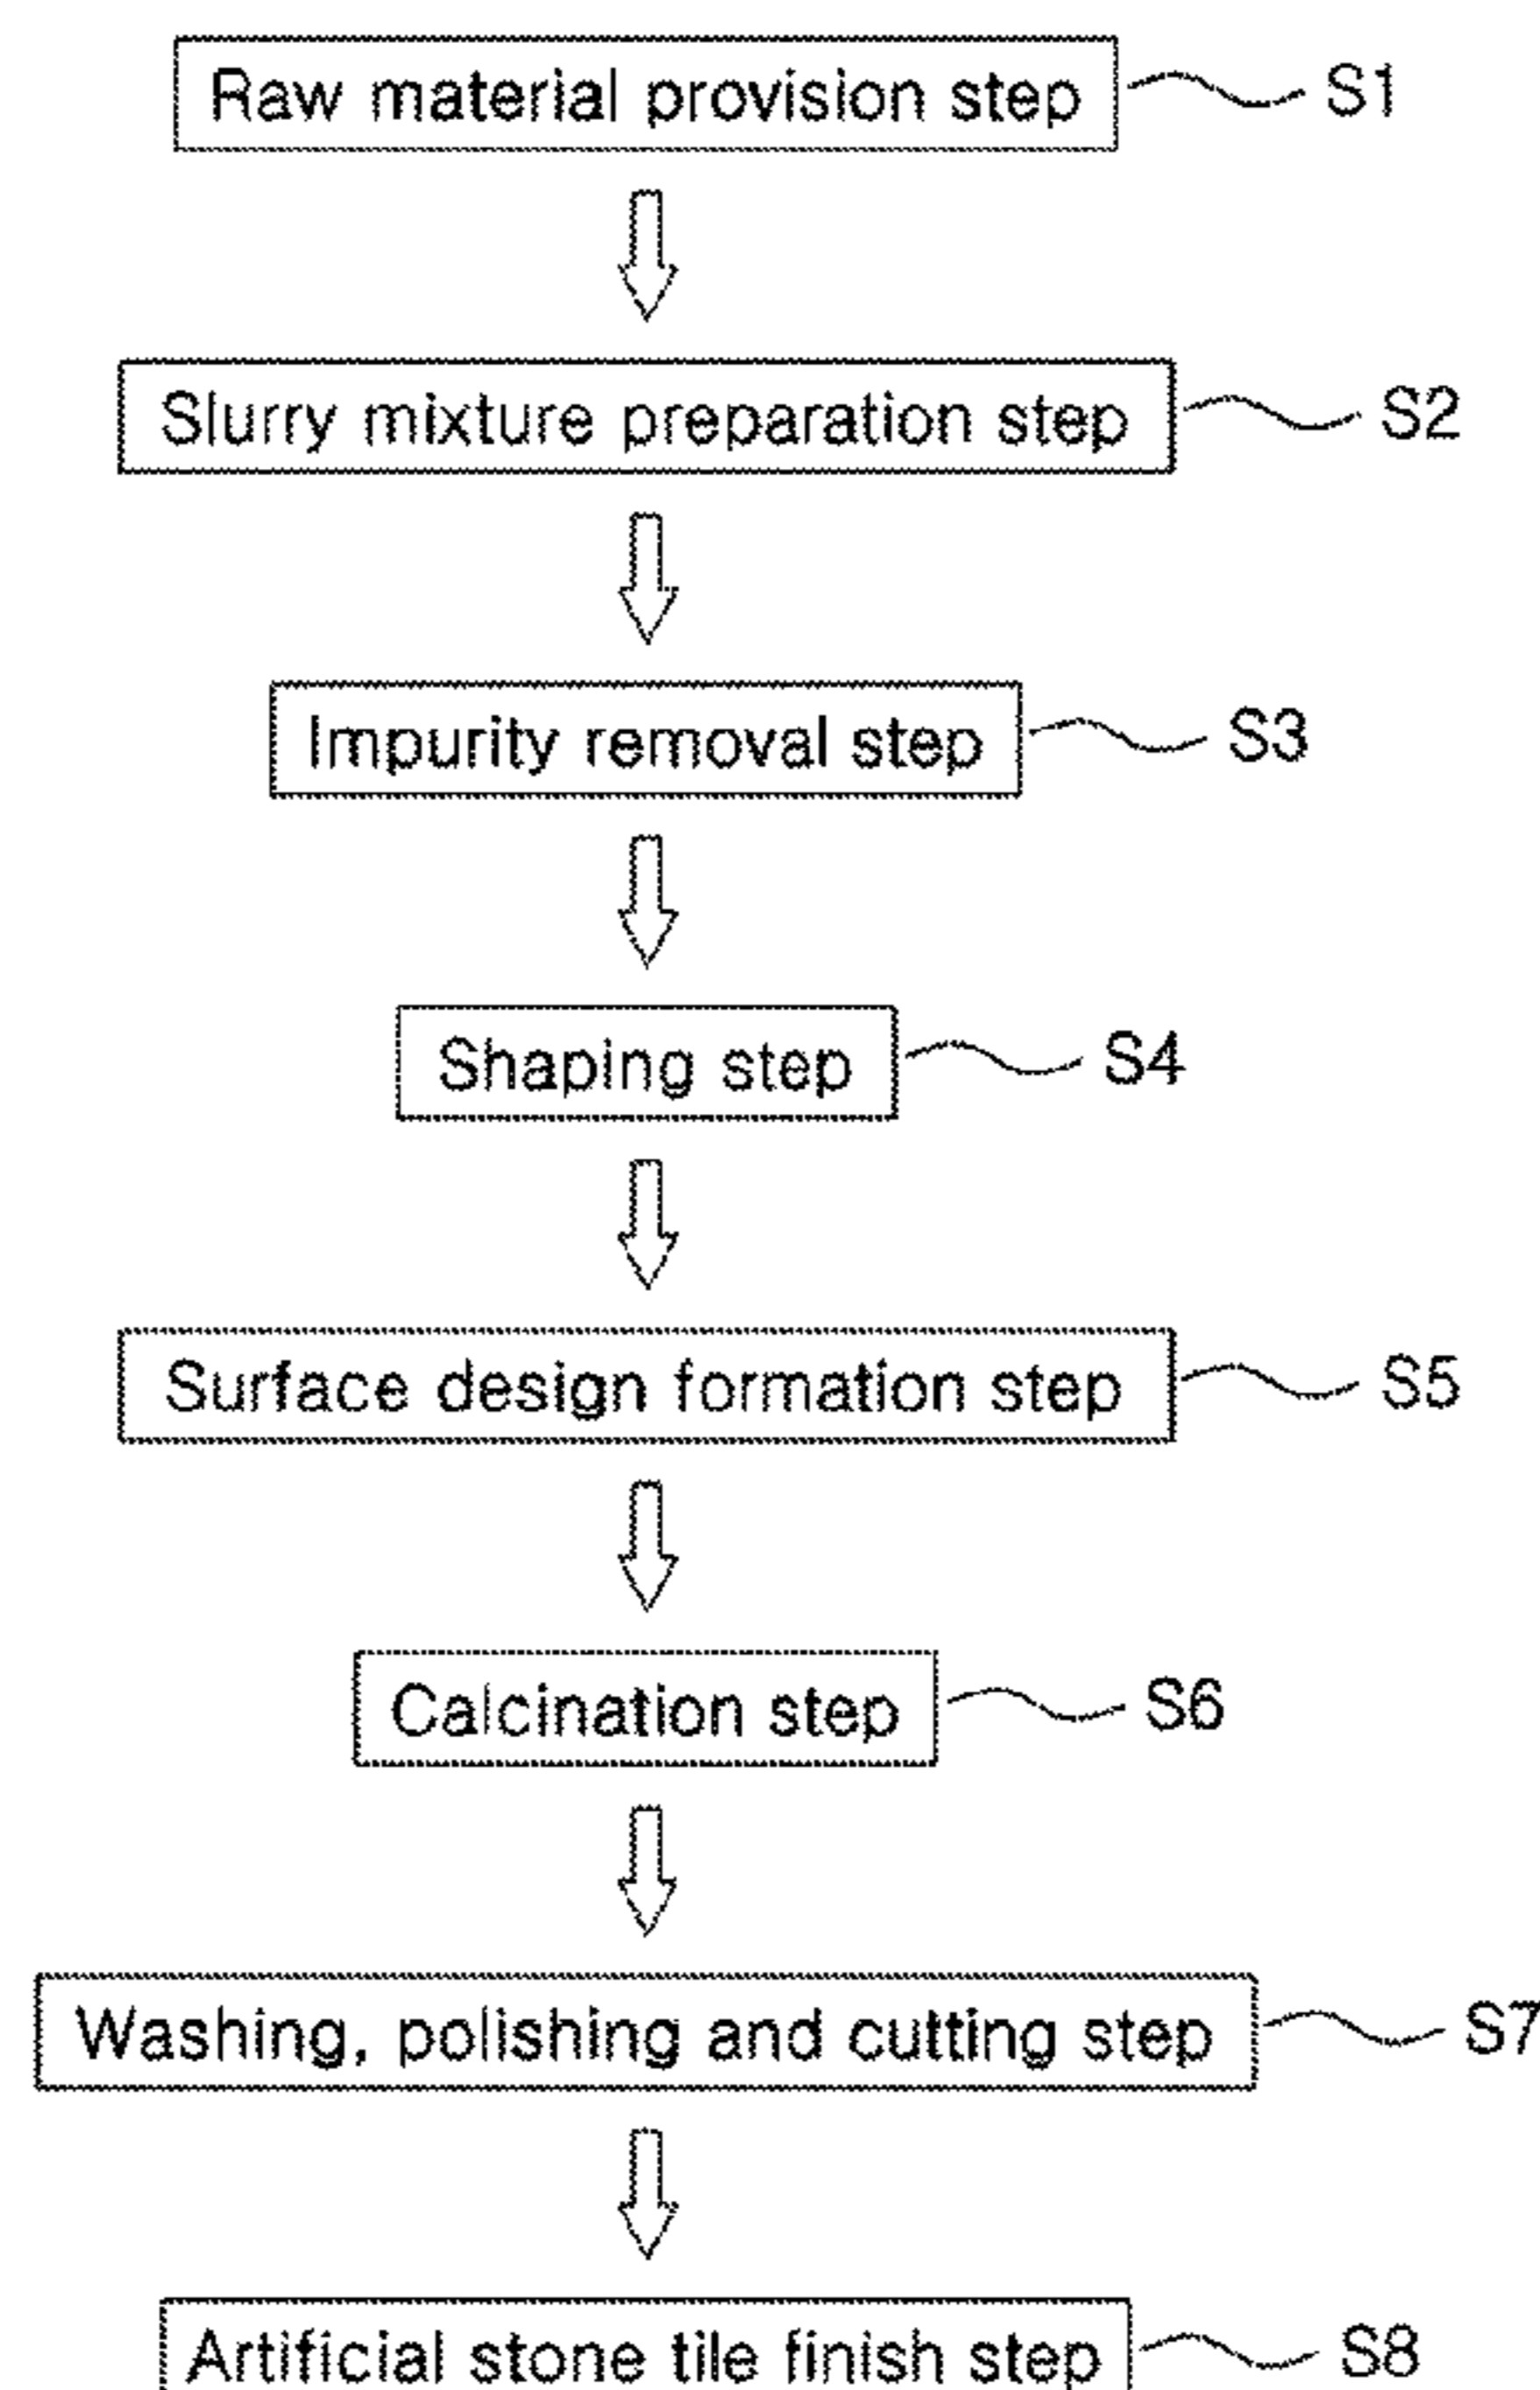 Raw material provision step S1
Slurry mixture preparation step S2
Impurity removal step S3
Shaping step S4
Surface design formation step S5
Calcination step S6
Washing, polishing and cutting step S7
Artificial stone tile finish step S8